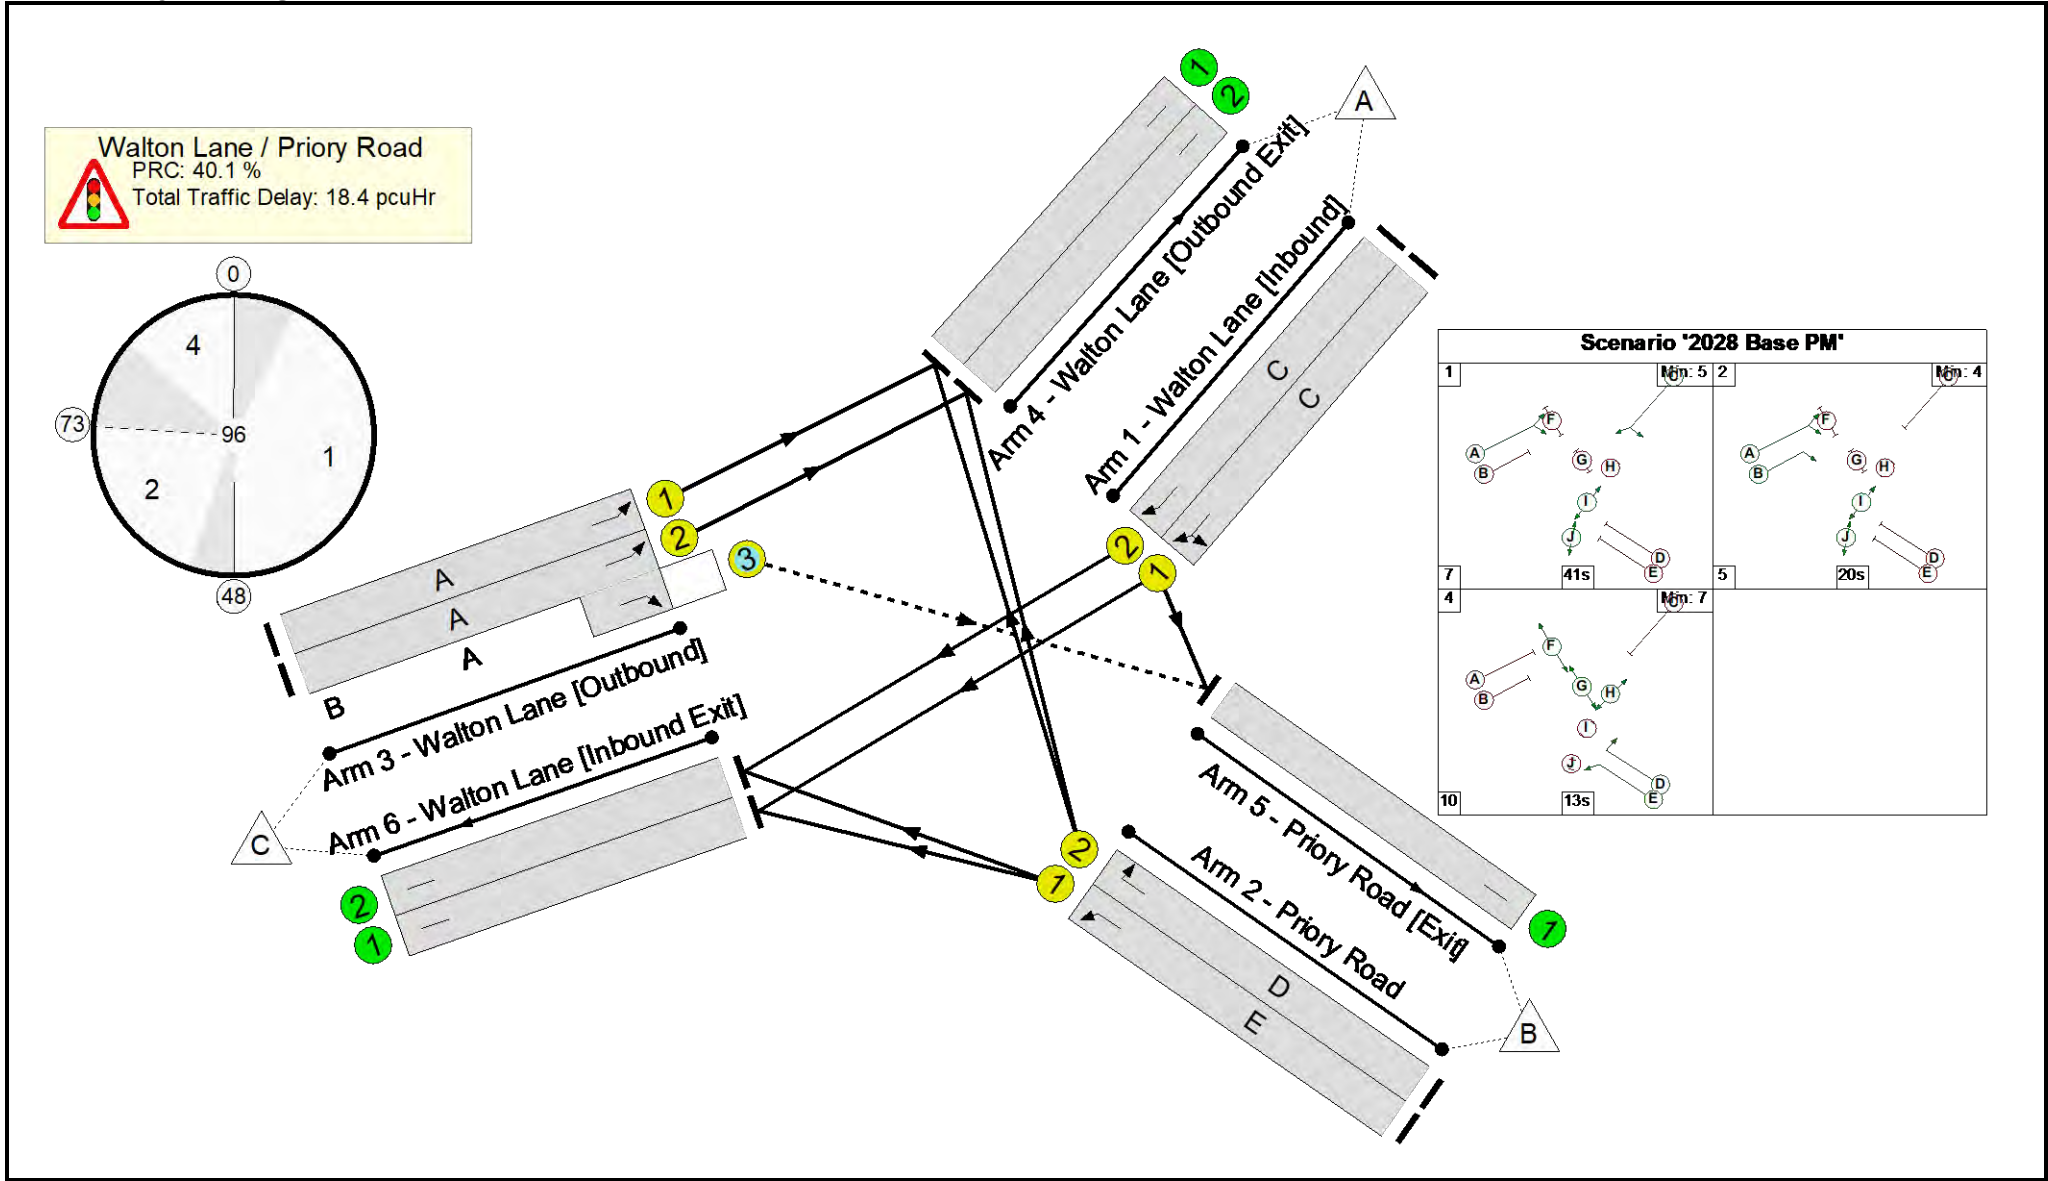 Walton Lane / Priory Road
PRC: 40.1 %
Total Traffic Delay: 18.4 pcuHr
0
4
73
96
1
2
48
1
2
A
Arm 4 - Walton Lane [Outbound Exit]
Arm 1 - Walton Lane [Inbound]
C
C
1
2
3
A
A
A
B
Arm 3 - Walton Lane [Outbound]
2
1
Arm 6 - Walton Lane [Inbound Exit]
C
2
1
2
1
Arm 5 - Priory Road [Exit]
1
Arm 2 - Priory Road
D
E
B
Scenario '2028 Base PM'
1
Min: 5
C
F
A
B
G
H
I
J
D
E
7
41s
2
Min: 4
C
F
A
B
G
H
I
J
D
E
5
20s
4
Min: 7
C
F
A
B
G
H
I
J
D
E
10
13s